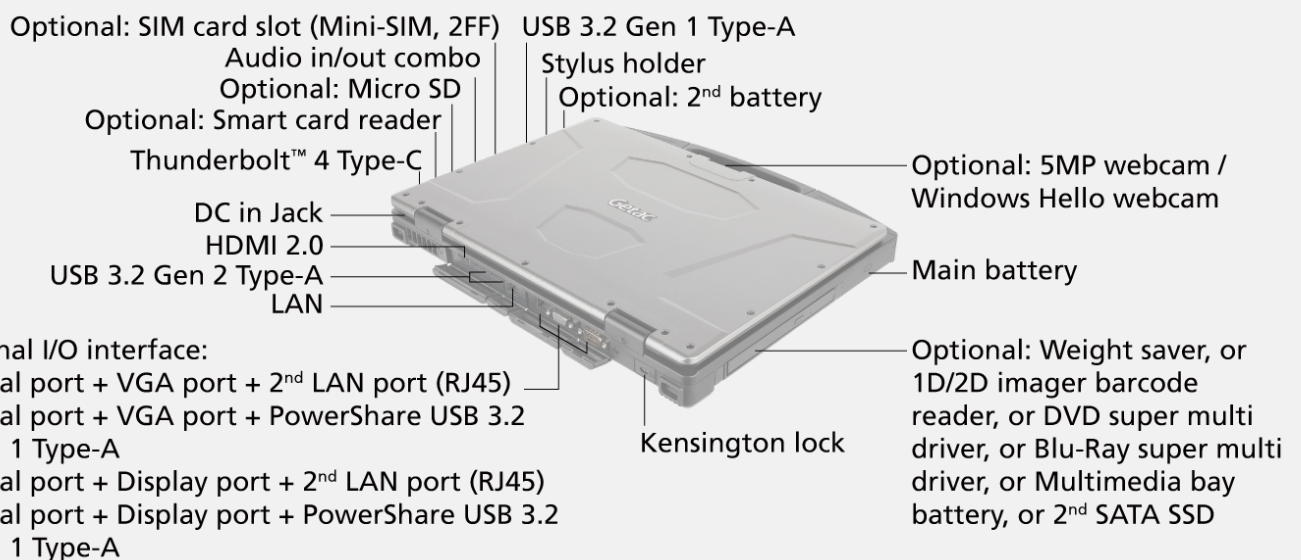 Optional: SIM card slot (Mini-SIM, 2FF)
USB 3.2 Gen 1 Type-A
Audio in/out combo
Stylus holder
Optional: Micro SD
Optional: 2nd battery
Optional: Smart card reader
Thunderbolt™ 4 Type-C
Optional: 5MP webcam /
Windows Hello webcam
DC in Jack
Getac
HDMI 2.0
USB 3.2 Gen 2 Type-A
Main battery
LAN
nal I/O interface:
al port + VGA port + 2nd LAN port (RJ45)
al port + VGA port + PowerShare USB 3.2
1 Type-A
al port + Display port + 2nd LAN port (RJ45)
al port + Display port + PowerShare USB 3.2
1 Type-A
Kensington lock
Optional: Weight saver, or
1D/2D imager barcode
reader, or DVD super multi
driver, or Blu-Ray super multi
driver, or Multimedia bay
battery, or 2nd SATA SSD